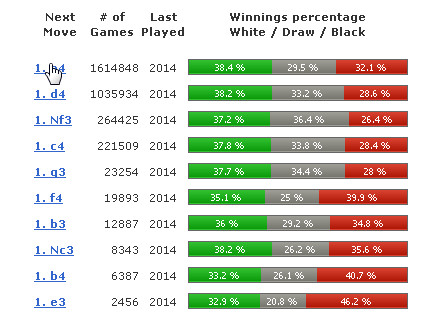 Next # of Last Winnings percentage
Move Games Played White / Draw / Black
1. 4 1614848 2014 38.4 % 29.5 % 32.1 %
1. d4 1035934 2014 38.2 % 33.2 % 28.6 %
1. Nf3 264425 2014 37.2 % 36.4 % 26.4 %
1. c4 221509 2014 37.8 % 33.8 % 28.4 %
1. g3 23254 2014 37.7 % 34.4 % 28 %
1. f4 19893 2014 35.1 % 25 % 39.9 %
1. b3 12887 2014 36 % 29.2 % 34.8 %
1. Nc3 8343 2014 38.2 % 26.2 % 35.6 %
1. b4 6387 2014 33.2 % 26.1 % 40.7 %
1. e3 2456 2014 32.9 % 20.8 % 46.2 %